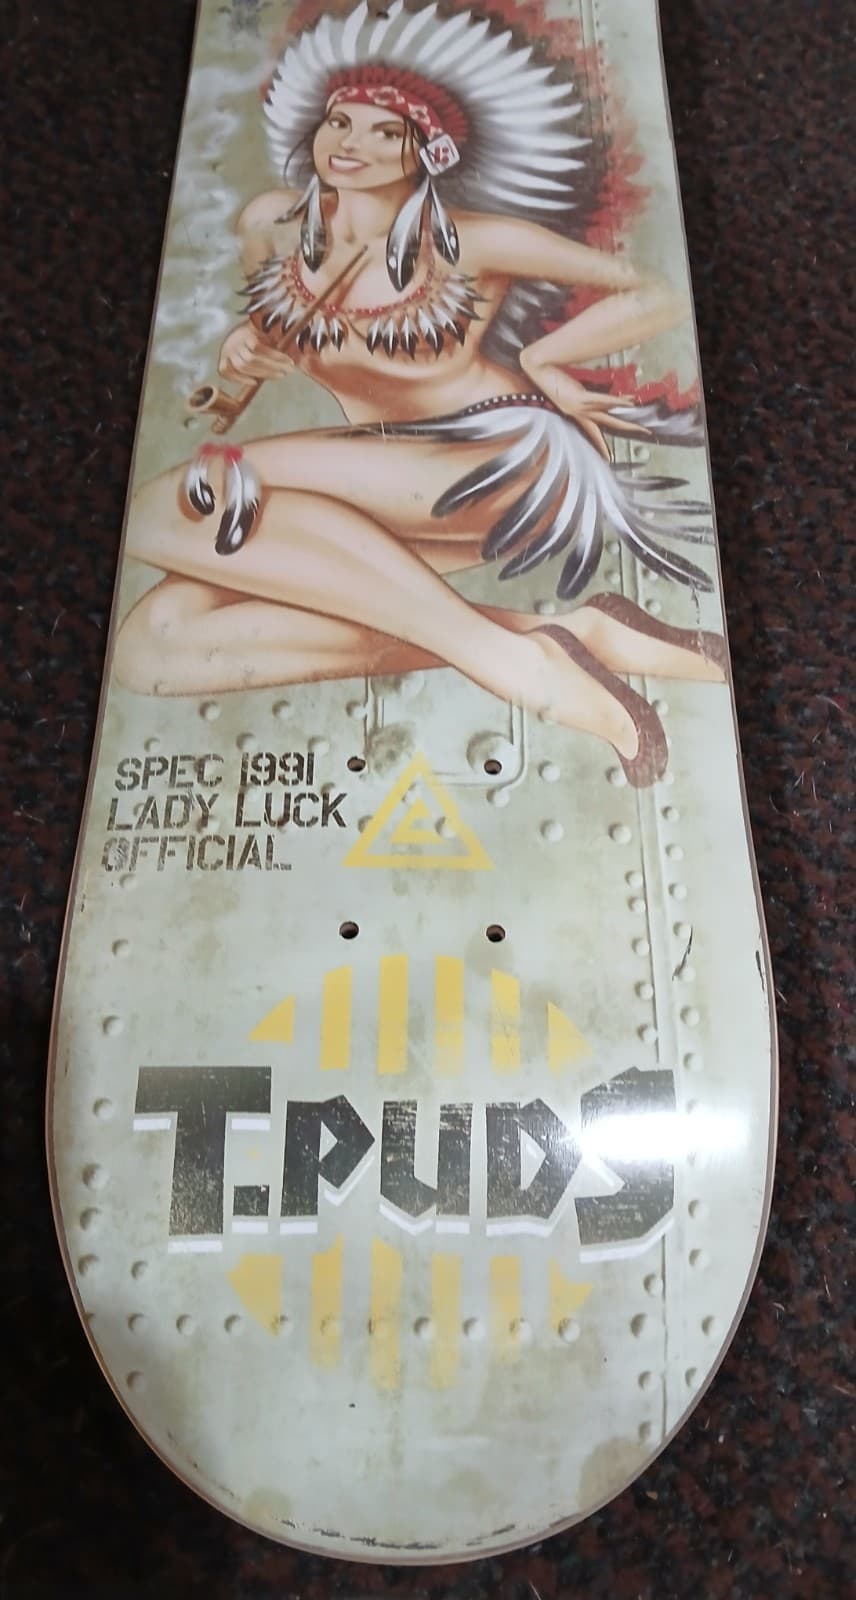 SPEC 1991
LADY LUCK
OFFICIAL
T.PUDS